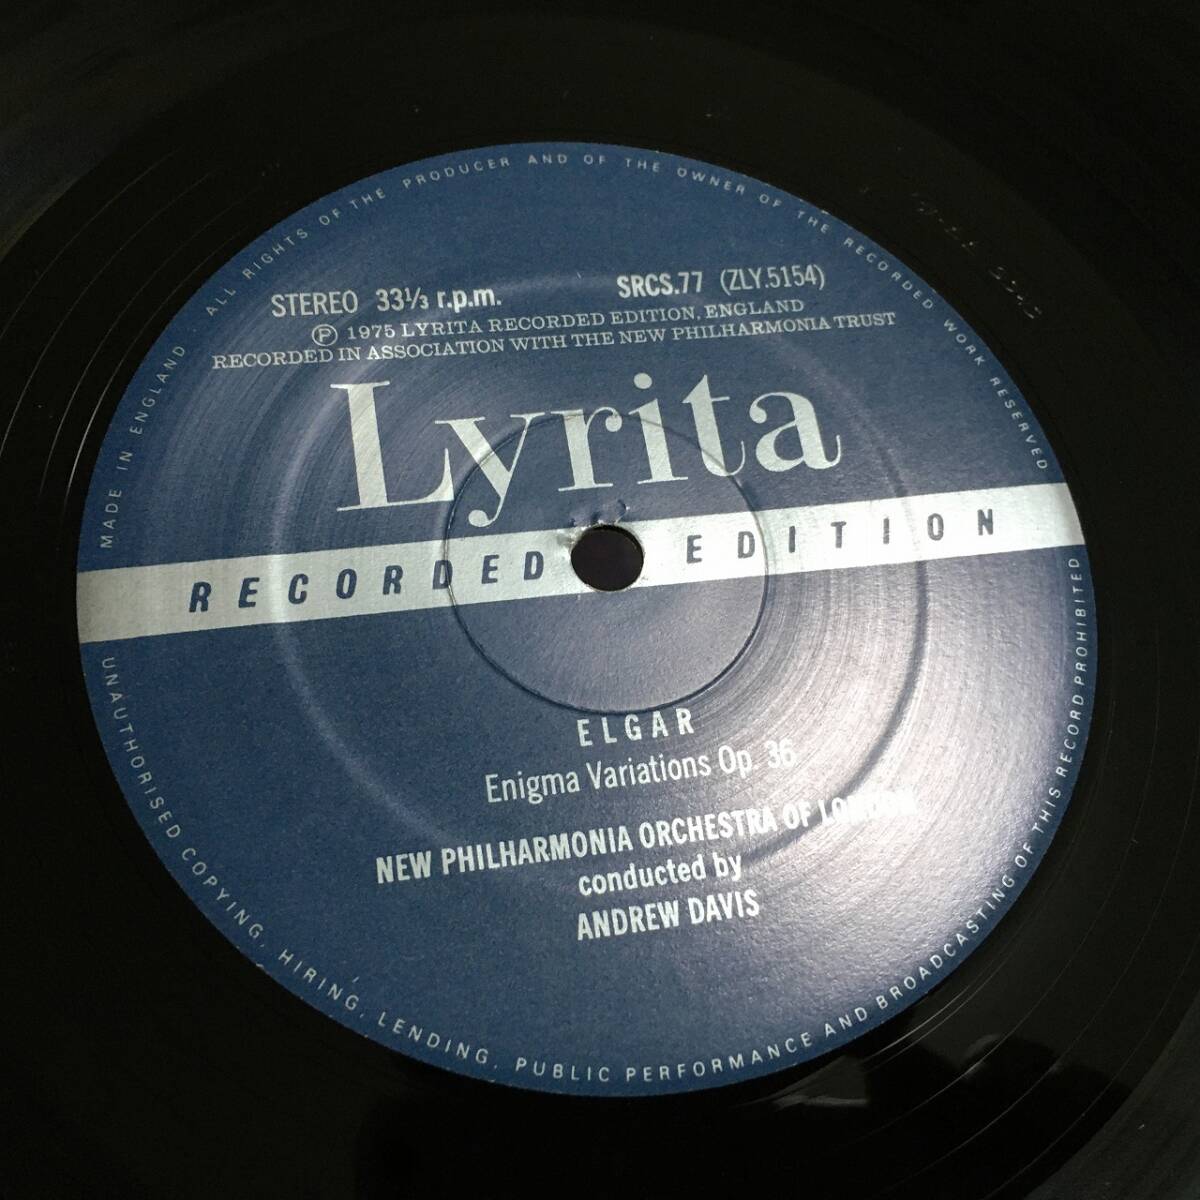 STEREO 33⅓ r.p.m. SRCS.77 (ZLY.5154)
Ⓟ 1975 LYRITA RECORDED EDITION, ENGLAND
RECORDED IN ASSOCIATION WITH THE NEW PHILHARMONIA TRUST
Lyrita
RECORDED EDITION
ELGAR
Enigma Variations Op. 36
NEW PHILHARMONIA ORCHESTRA OF LONDON
conducted by
ANDREW DAVIS
MADE IN ENGLAND ALL RIGHTS OF THE PRODUCER AND OF THE OWNER OF THE RECORDED WORK RESERVED
UNAUTHORISED COPYING, HIRING, LENDING, PUBLIC PERFORMANCE AND BROADCASTING OF THIS RECORD PROHIBITED